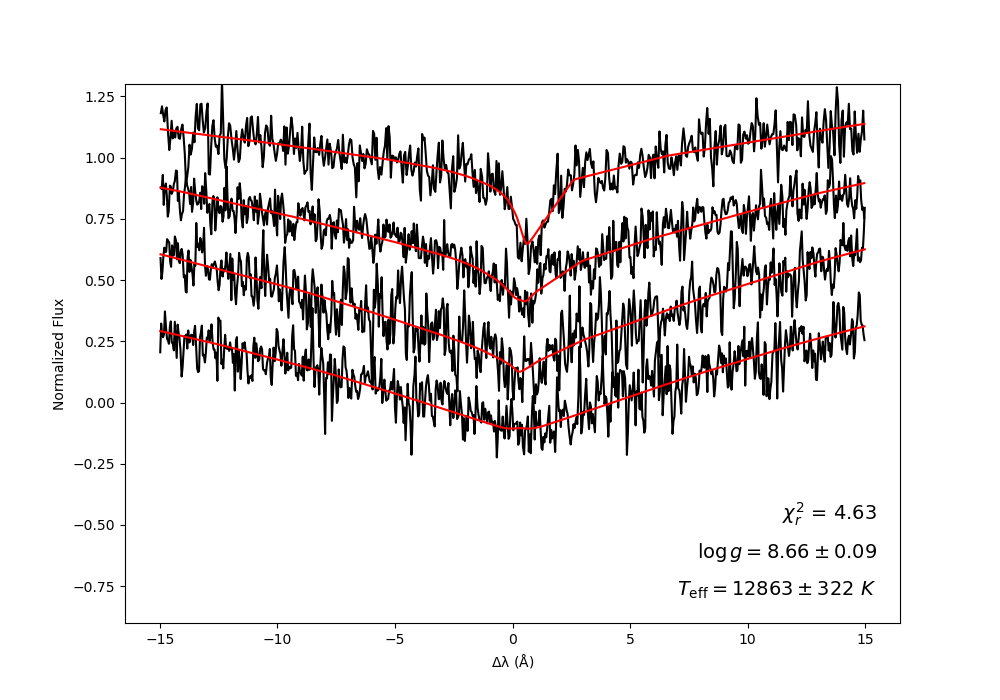 1.25
1.00
0.75
0.50
0.25
0.00
−0.25
−0.50
−0.75
Normalized Flux
χ²ᵣ = 4.63
log g = 8.66 ± 0.09
T_eff = 12863 ± 322 K
−15 −10 −5 0 5 10 15
Δλ (Å)